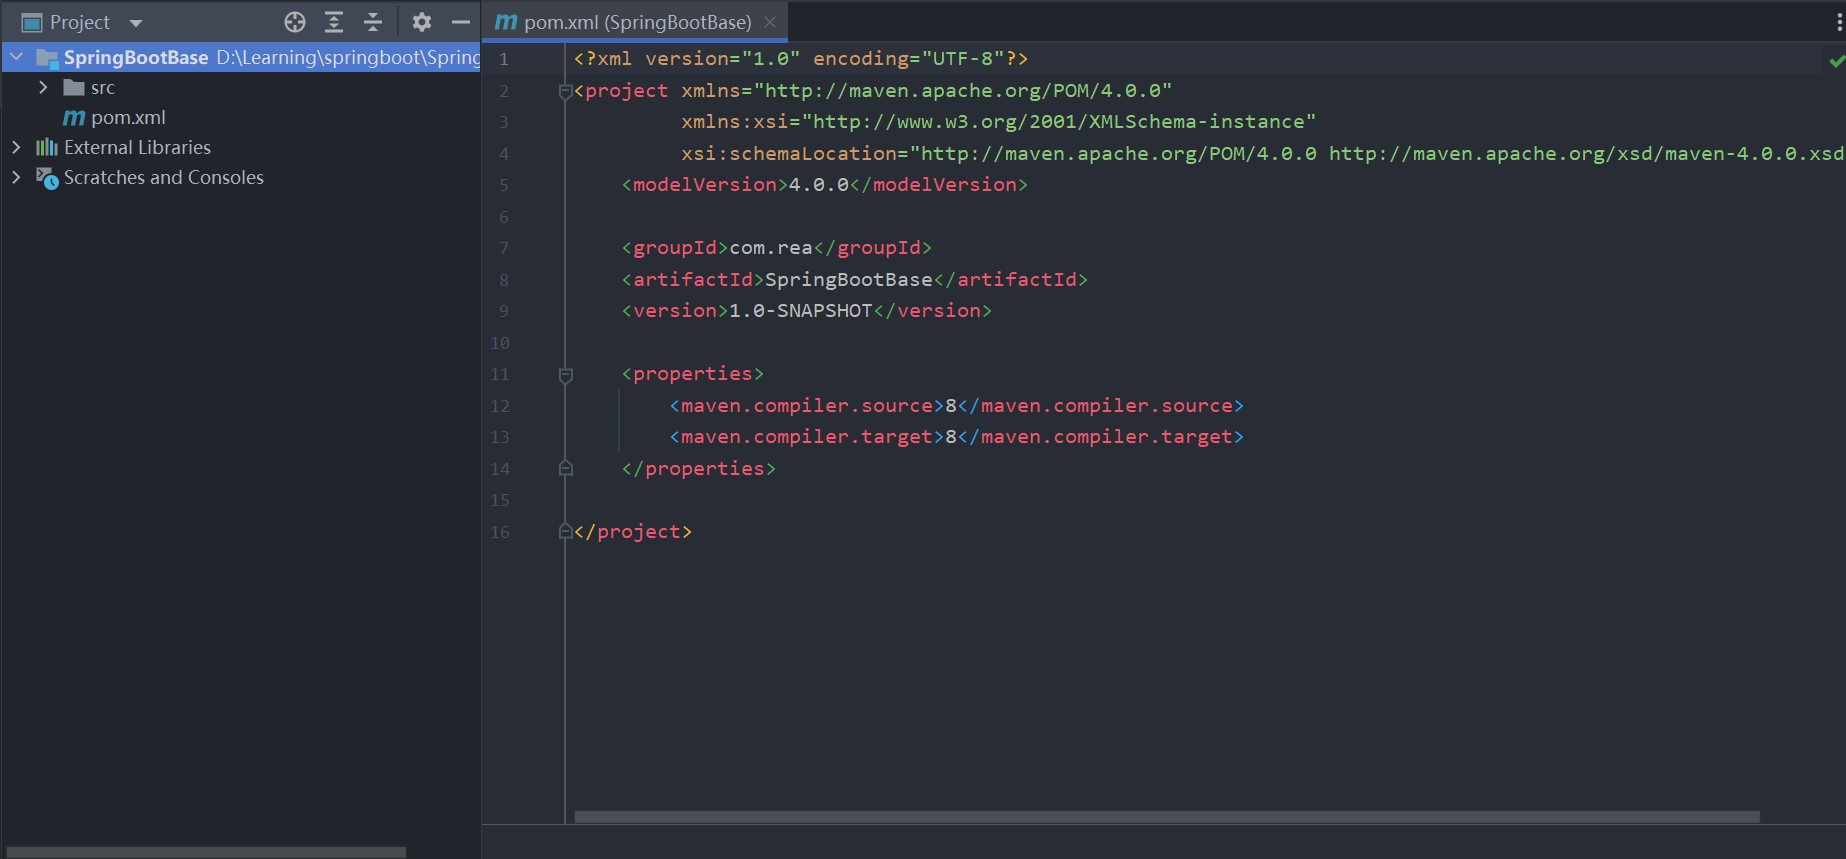 Project
SpringBootBase D:\Learning\springboot\Spring
src
m pom.xml
External Libraries
Scratches and Consoles
m pom.xml (SpringBootBase)
1 <?xml version="1.0" encoding="UTF-8"?>
2 <project xmlns="http://maven.apache.org/POM/4.0.0"
3 xmlns:xsi="http://www.w3.org/2001/XMLSchema-instance"
4 xsi:schemaLocation="http://maven.apache.org/POM/4.0.0 http://maven.apache.org/xsd/maven-4.0.0.xsd
5 <modelVersion>4.0.0</modelVersion>
6
7 <groupId>com.rea</groupId>
8 <artifactId>SpringBootBase</artifactId>
9 <version>1.0-SNAPSHOT</version>
10
11 <properties>
12 <maven.compiler.source>8</maven.compiler.source>
13 <maven.compiler.target>8</maven.compiler.target>
14 </properties>
15
16 </project>